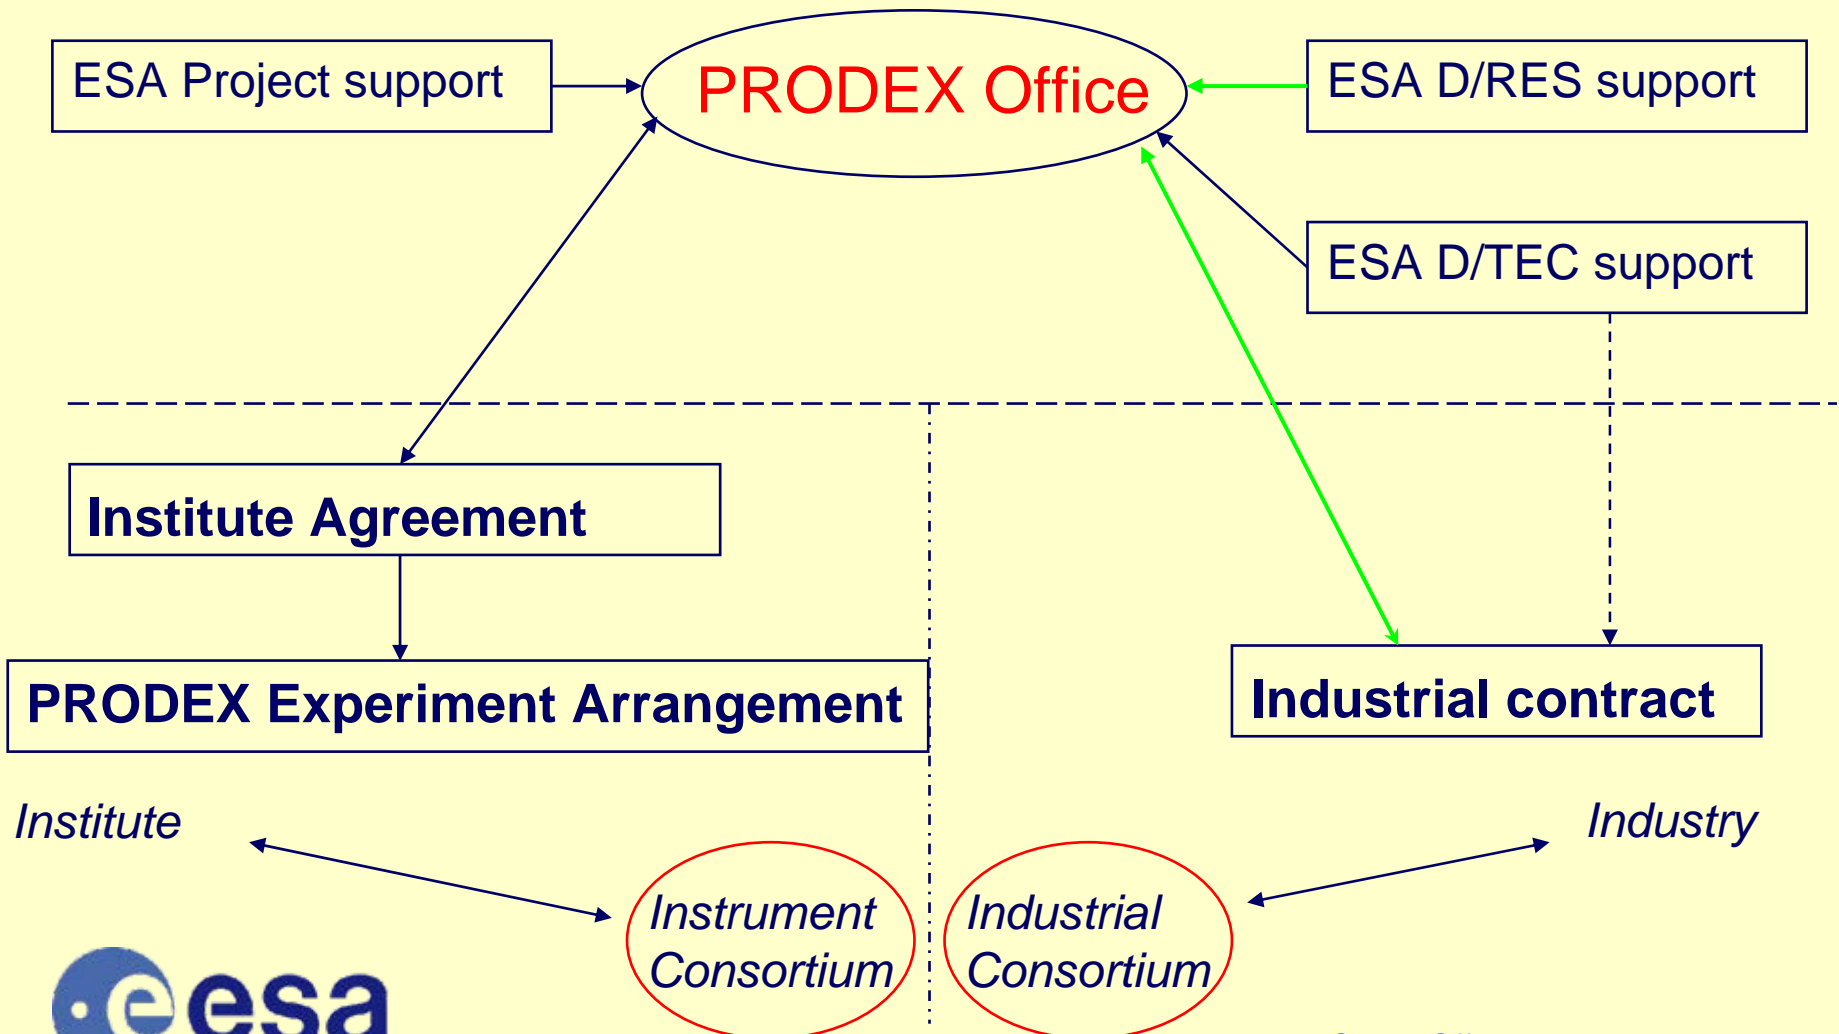 ESA Project support
PRODEX Office
ESA D/RES support
ESA D/TEC support
Institute Agreement
PRODEX Experiment Arrangement
Industrial contract
Institute
Industry
Instrument
Consortium
Industrial
Consortium
esa